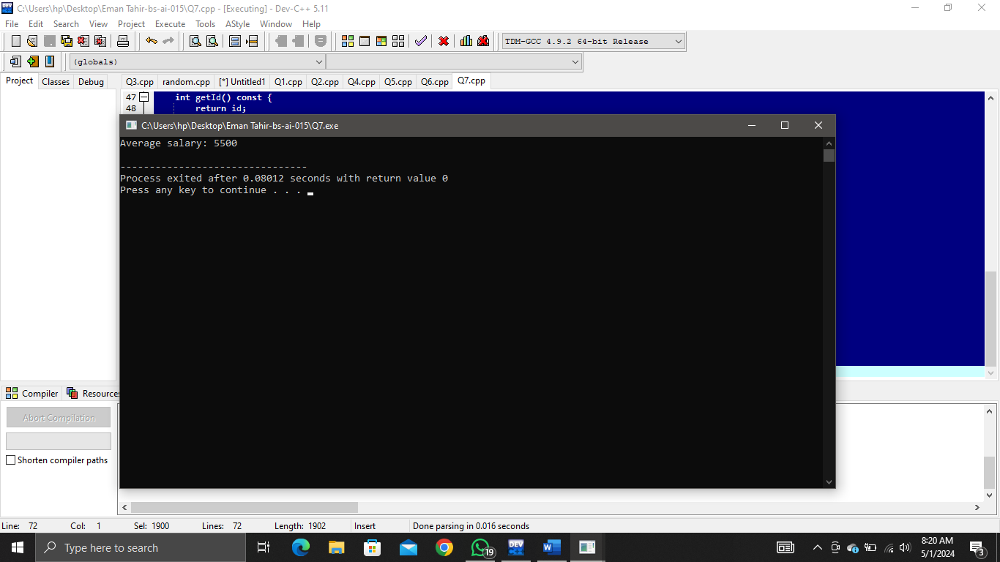 C:\Users\hp\Desktop\Eman Tahir-bs-ai-015\Q7.cpp - [Executing] - Dev-C++ 5.11
File Edit Search View Project Execute Tools AStyle Window Help
TDM-GCC 4.9.2 64-bit Release
(globals)
Project Classes Debug Q3.cpp random.cpp [*] Untitled1 Q1.cpp Q2.cpp Q4.cpp Q5.cpp Q6.cpp Q7.cpp
47 int getId() const {
48 return id;
C:\Users\hp\Desktop\Eman Tahir-bs-ai-015\Q7.exe
Average salary: 5500
--------------------------------
Process exited after 0.08012 seconds with return value 0
Press any key to continue . . .
Compiler Resources
Abort Compilation
Shorten compiler paths
Line: 72 Col: 1 Sel: 1900 Lines: 72 Length: 1902 Insert Done parsing in 0.016 seconds
Type here to search
19
DEV
8:20 AM
5/1/2024
3